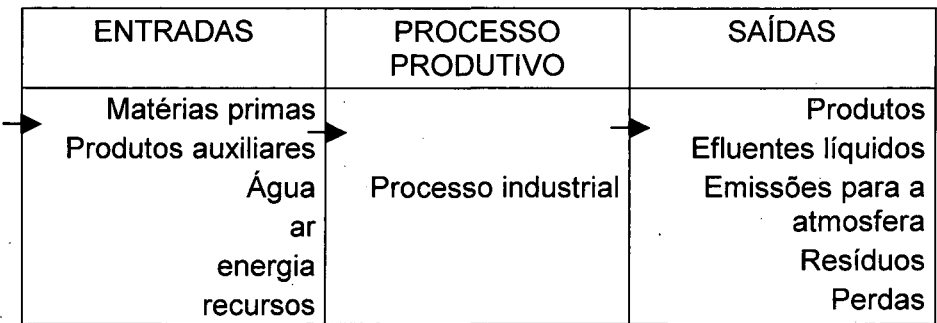 ENTRADAS
PROCESSO
PRODUTIVO
SAÍDAS
Matérias primas
Produtos auxiliares
Água
ar
energia
recursos
Processo industrial
Produtos
Efluentes líquidos
Emissões para a
atmosfera
Resíduos
Perdas